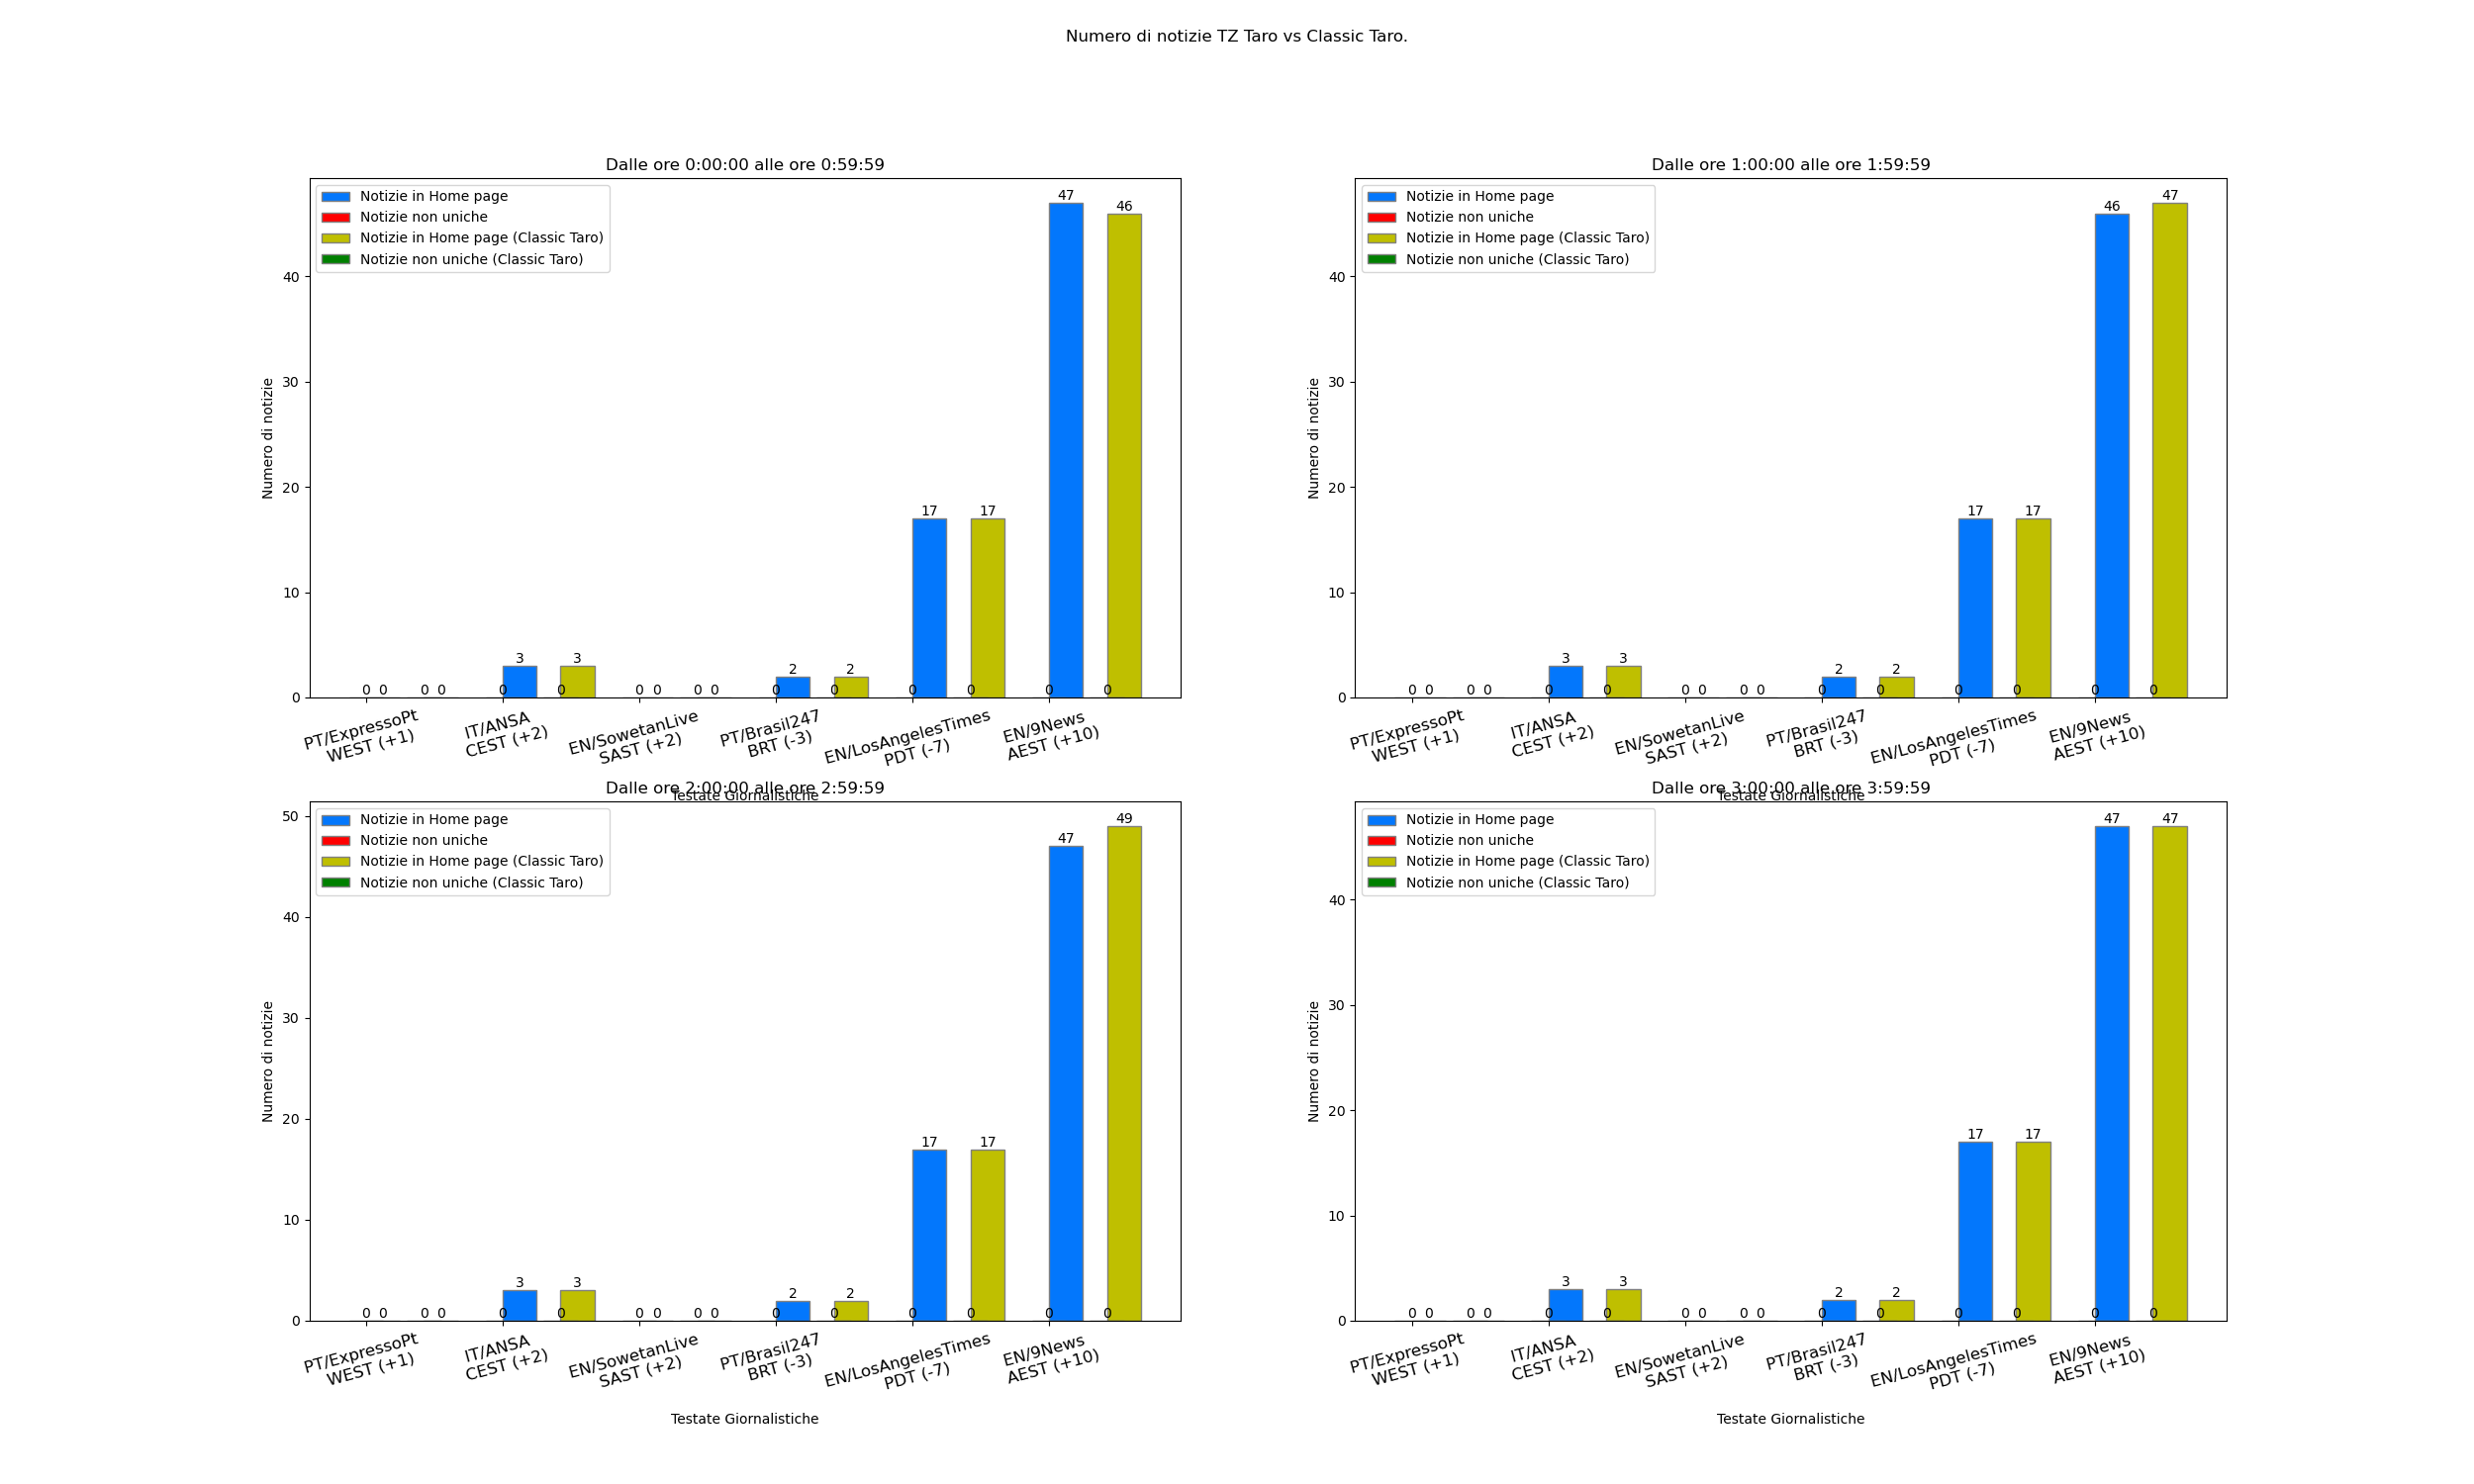 Numero di notizie TZ Taro vs Classic Taro.
Dalle ore 0:00:00 alle ore 0:59:59
Notizie in Home page
Notizie non uniche
Notizie in Home page (Classic Taro)
Notizie non uniche (Classic Taro)
Numero di notizie
40
30
20
10
0
0 0 0 0 0 3 0 3 0 0 0 0 0 2 0 2 0 17 0 17 0 47 0 46
PT/ExpressoPt
WEST (+1)
IT/ANSA
CEST (+2)
EN/SowetanLive
SAST (+2)
PT/Brasil247
BRT (-3)
EN/LosAngelesTimes
PDT (-7)
EN/9News
AEST (+10)
Testate Giornalistiche
Dalle ore 1:00:00 alle ore 1:59:59
Notizie in Home page
Notizie non uniche
Notizie in Home page (Classic Taro)
Notizie non uniche (Classic Taro)
Numero di notizie
40
30
20
10
0
0 0 0 0 0 3 0 3 0 0 0 0 0 2 0 2 0 17 0 17 0 46 0 47
PT/ExpressoPt
WEST (+1)
IT/ANSA
CEST (+2)
EN/SowetanLive
SAST (+2)
PT/Brasil247
BRT (-3)
EN/LosAngelesTimes
PDT (-7)
EN/9News
AEST (+10)
Testate Giornalistiche
Dalle ore 2:00:00 alle ore 2:59:59
Notizie in Home page
Notizie non uniche
Notizie in Home page (Classic Taro)
Notizie non uniche (Classic Taro)
Numero di notizie
50
40
30
20
10
0
0 0 0 0 0 3 0 3 0 0 0 0 0 2 0 2 0 17 0 17 0 47 0 49
PT/ExpressoPt
WEST (+1)
IT/ANSA
CEST (+2)
EN/SowetanLive
SAST (+2)
PT/Brasil247
BRT (-3)
EN/LosAngelesTimes
PDT (-7)
EN/9News
AEST (+10)
Testate Giornalistiche
Dalle ore 3:00:00 alle ore 3:59:59
Notizie in Home page
Notizie non uniche
Notizie in Home page (Classic Taro)
Notizie non uniche (Classic Taro)
Numero di notizie
40
30
20
10
0
0 0 0 0 0 3 0 3 0 0 0 0 0 2 0 2 0 17 0 17 0 47 0 47
PT/ExpressoPt
WEST (+1)
IT/ANSA
CEST (+2)
EN/SowetanLive
SAST (+2)
PT/Brasil247
BRT (-3)
EN/LosAngelesTimes
PDT (-7)
EN/9News
AEST (+10)
Testate Giornalistiche